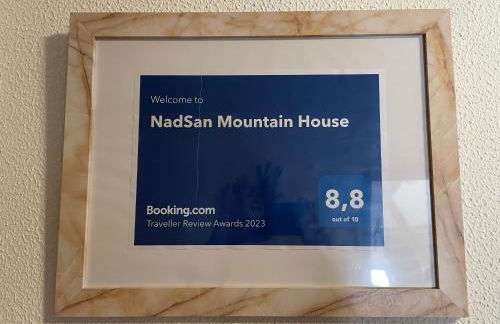 Welcome to
NadSan Mountain House
Booking.com
Traveller Review Awards 2023
8,8
out of 10